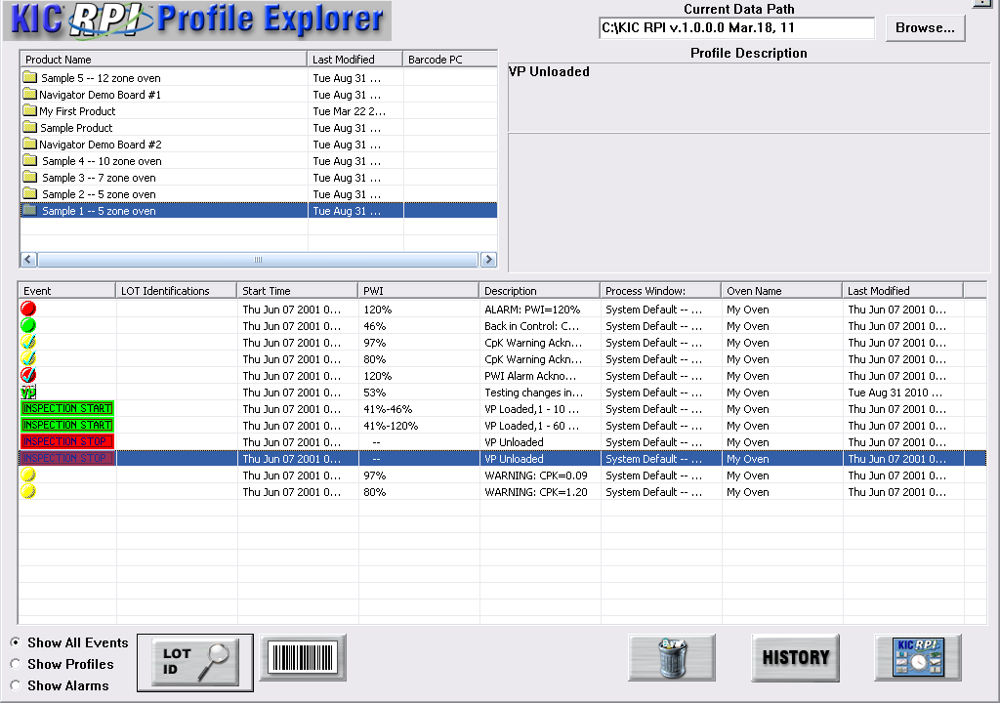 KIC RPI Profile Explorer
Current Data Path
C:\KIC RPI v.1.0.0.0 Mar.18, 11
Browse...
Profile Description
VP Unloaded
Product Name Last Modified Barcode PC
Sample 5 -- 12 zone oven Tue Aug 31 ...
Navigator Demo Board #1 Tue Aug 31 ...
My First Product Tue Mar 22 2...
Sample Product Tue Aug 31 ...
Navigator Demo Board #2 Tue Aug 31 ...
Sample 4 -- 10 zone oven Tue Aug 31 ...
Sample 3 -- 7 zone oven Tue Aug 31 ...
Sample 2 -- 5 zone oven Tue Aug 31 ...
Sample 1 -- 5 zone oven Tue Aug 31 ...
Event LOT Identifications Start Time PWI Description Process Window: Oven Name Last Modified
Thu Jun 07 2001 0... 120% ALARM: PWI=120% System Default -- ... My Oven Thu Jun 07 2001 0...
Thu Jun 07 2001 0... 46% Back in Control: C... System Default -- ... My Oven Thu Jun 07 2001 0...
Thu Jun 07 2001 0... 97% CpK Warning Ackn... System Default -- ... My Oven Thu Jun 07 2001 0...
Thu Jun 07 2001 0... 80% CpK Warning Ackn... System Default -- ... My Oven Thu Jun 07 2001 0...
Thu Jun 07 2001 0... 120% PWI Alarm Ackno... System Default -- ... My Oven Thu Jun 07 2001 0...
VP Thu Jun 07 2001 0... 53% Testing changes in... System Default -- ... My Oven Tue Aug 31 2010 ...
INSPECTION START Thu Jun 07 2001 0... 41%-46% VP Loaded,1 - 10 ... System Default -- ... My Oven Thu Jun 07 2001 0...
INSPECTION START Thu Jun 07 2001 0... 41%-120% VP Loaded,1 - 60 ... System Default -- ... My Oven Thu Jun 07 2001 0...
INSPECTION STOP Thu Jun 07 2001 0... -- VP Unloaded System Default -- ... My Oven Thu Jun 07 2001 0...
INSPECTION STOP Thu Jun 07 2001 0... -- VP Unloaded System Default -- ... My Oven Thu Jun 07 2001 0...
Thu Jun 07 2001 0... 97% WARNING: CPK=0.09 System Default -- ... My Oven Thu Jun 07 2001 0...
Thu Jun 07 2001 0... 80% WARNING: CPK=1.20 System Default -- ... My Oven Thu Jun 07 2001 0...
Show All Events
Show Profiles
Show Alarms
LOT
ID
HISTORY
KIC RPI